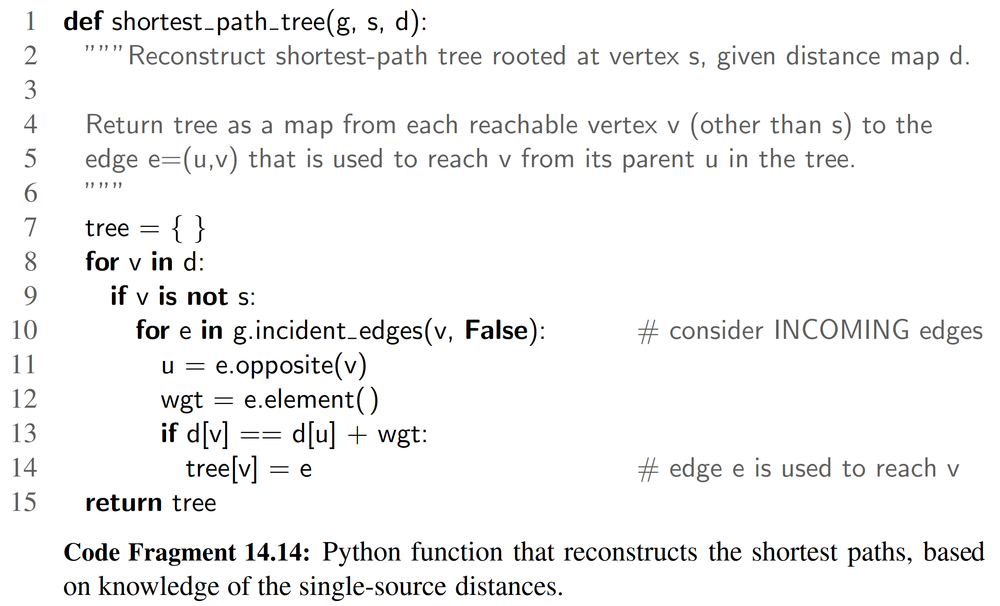 1 def shortest_path_tree(g, s, d):
2 """Reconstruct shortest-path tree rooted at vertex s, given distance map d.
3
4 Return tree as a map from each reachable vertex v (other than s) to the
5 edge e=(u,v) that is used to reach v from its parent u in the tree.
6 """
7 tree = { }
8 for v in d:
9 if v is not s:
10 for e in g.incident_edges(v, False): # consider INCOMING edges
11 u = e.opposite(v)
12 wgt = e.element( )
13 if d[v] == d[u] + wgt:
14 tree[v] = e # edge e is used to reach v
15 return tree
Code Fragment 14.14: Python function that reconstructs the shortest paths, based
on knowledge of the single-source distances.